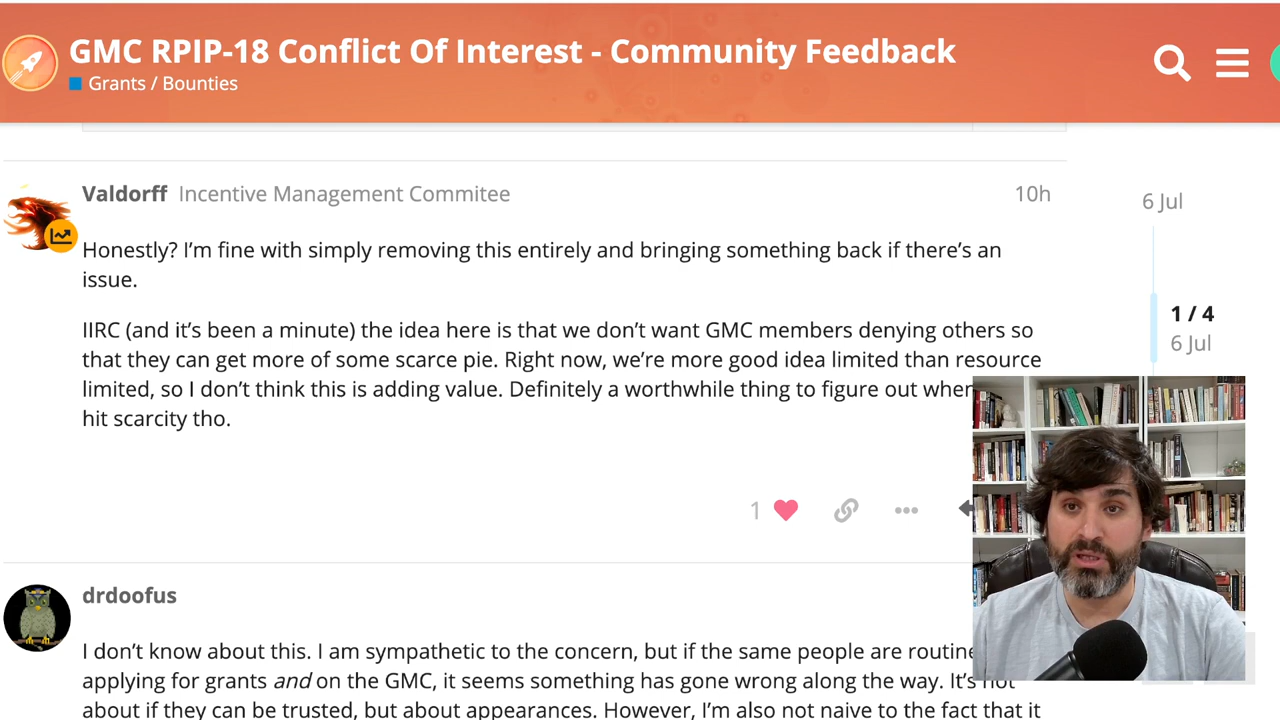 GMC RPIP-18 Conflict Of Interest - Community Feedback
Grants / Bounties
Valdorff Incentive Management Commitee 10h
6 Jul
Honestly? I'm fine with simply removing this entirely and bringing something back if there's an
issue.
IIRC (and it's been a minute) the idea here is that we don't want GMC members denying others so
that they can get more of some scarce pie. Right now, we're more good idea limited than resource
limited, so I don't think this is adding value. Definitely a worthwhile thing to figure out when
hit scarcity tho.
1 / 4
6 Jul
1
drdoofus
I don't know about this. I am sympathetic to the concern, but if the same people are routine
applying for grants and on the GMC, it seems something has gone wrong along the way. It's not
about if they can be trusted, but about appearances. However, I'm also not naive to the fact that it